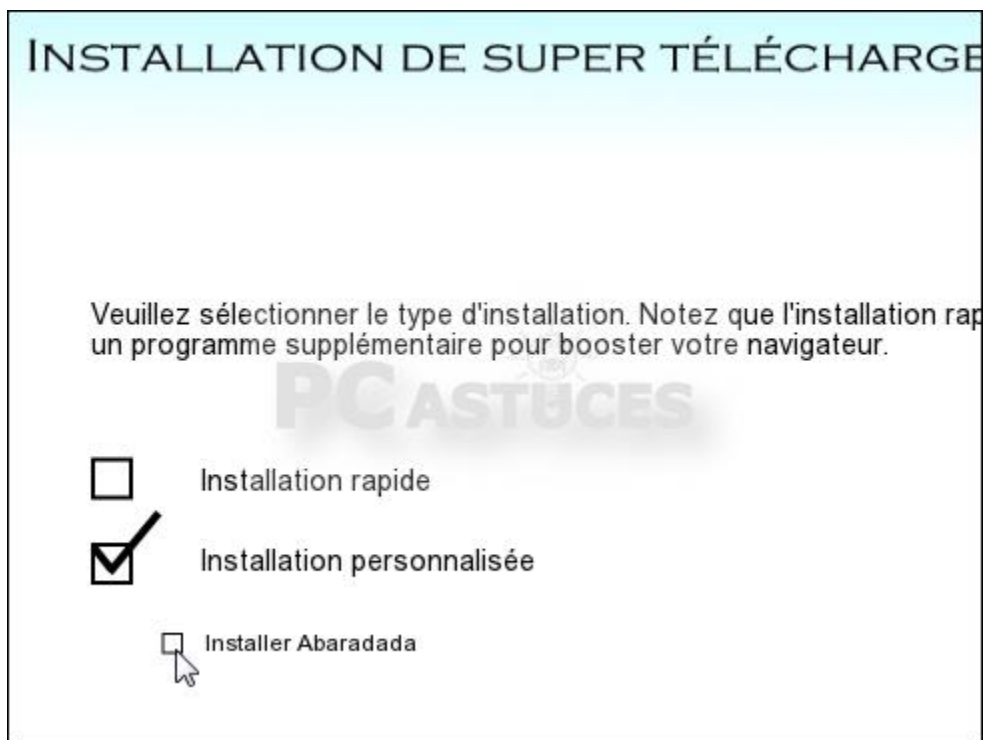 INSTALLATION DE SUPER TÉLÉCHARGE
Veuillez sélectionner le type d'installation. Notez que l'installation rap
un programme supplémentaire pour booster votre navigateur.
PC ASTUCES
Installation rapide
Installation personnalisée
Installer Abaradada